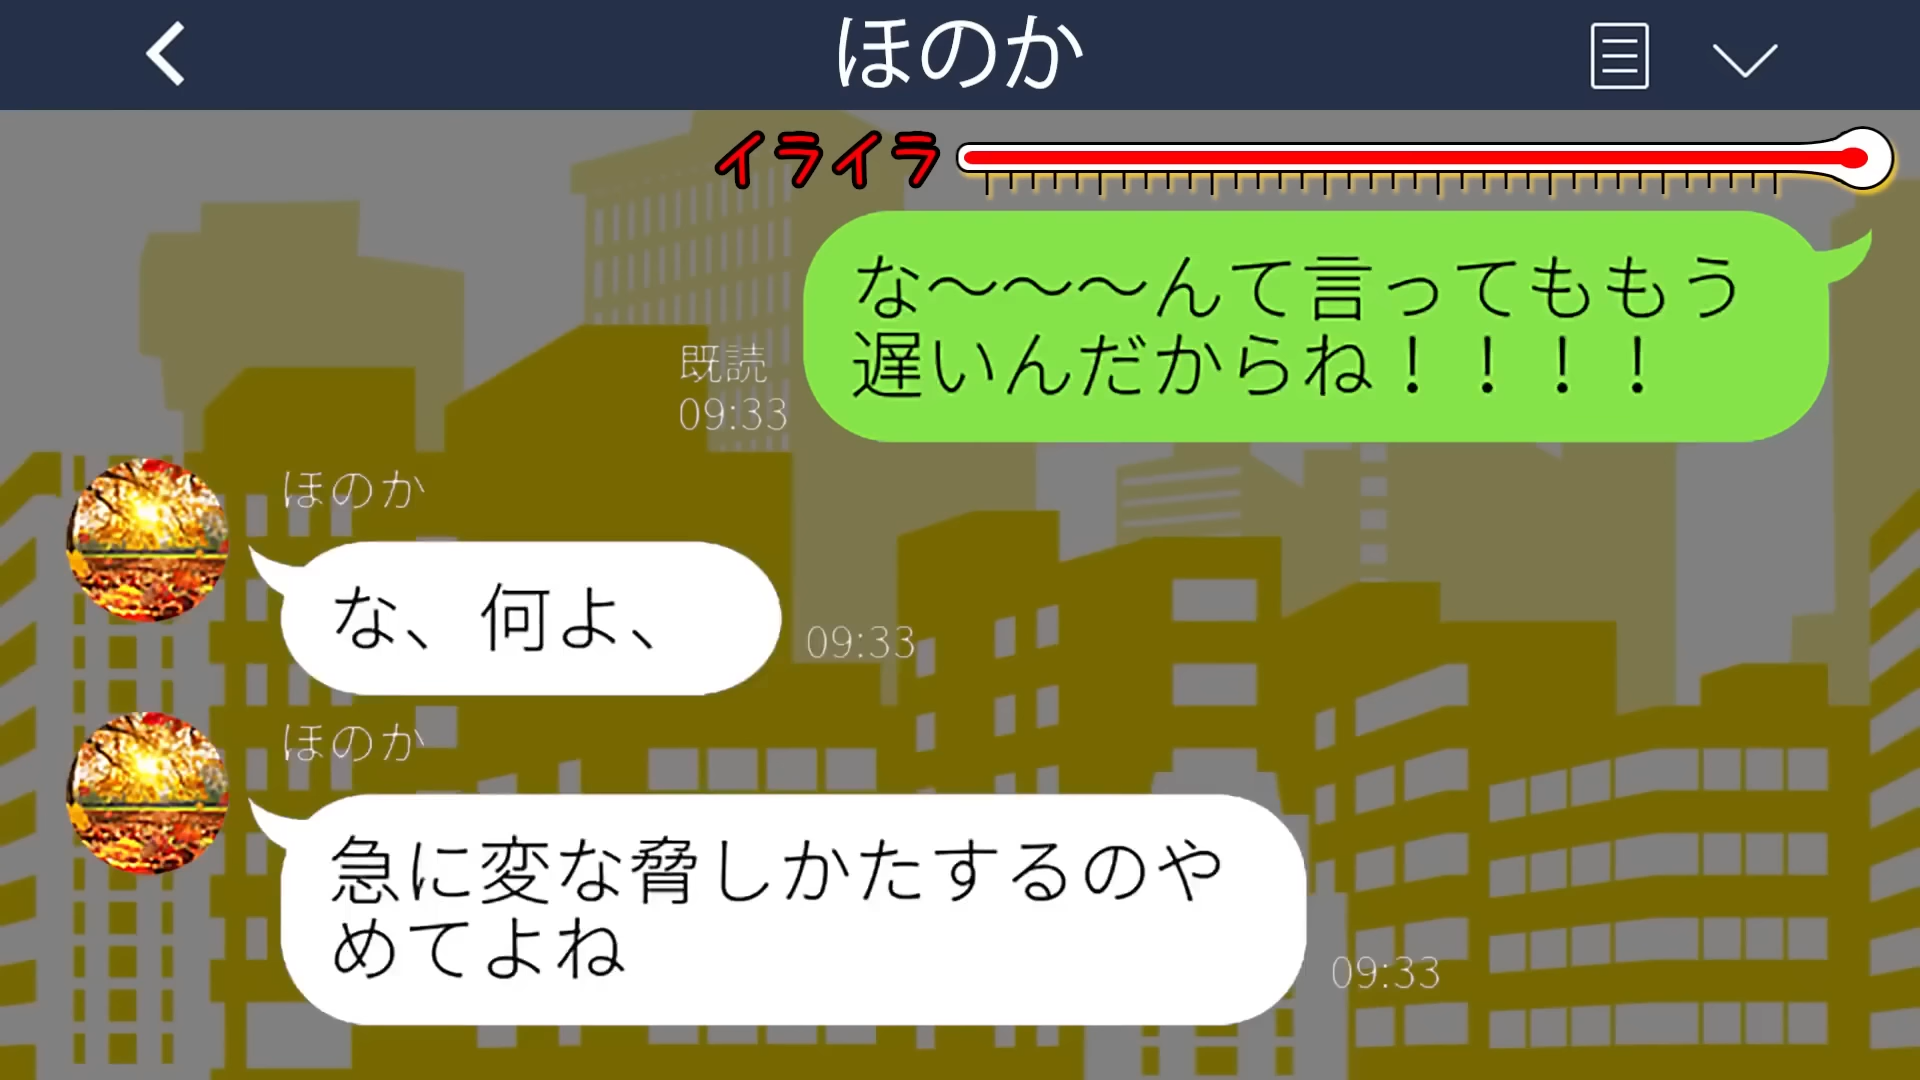 ほのか
イライラ
な〜〜〜んて言ってももう
遅いんだからね！！！！
既読
09:33
ほのか
な、何よ、
09:33
ほのか
急に変な脅しかたするのや
めてよね
09:33